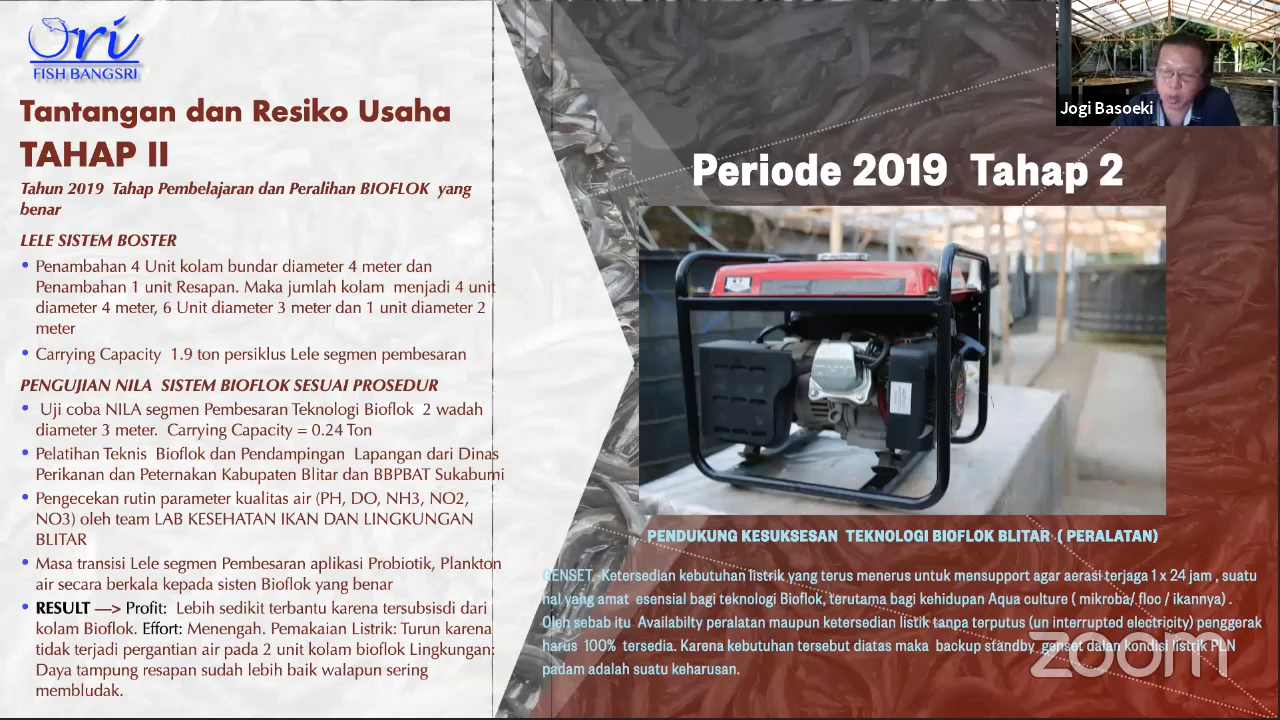 Ori
FISH BANGSRI
Tantangan dan Resiko Usaha
TAHAP II
Tahun 2019 Tahap Pembelajaran dan Peralihan BIOFLOK yang
benar
LELE SISTEM BOSTER
• Penambahan 4 Unit kolam bundar diameter 4 meter dan
Penambahan 1 unit Resapan. Maka jumlah kolam menjadi 4 unit
diameter 4 meter, 6 Unit diameter 3 meter dan 1 unit diameter 2
meter
• Carrying Capacity 1.9 ton persiklus Lele segmen pembesaran
PENGUJIAN NILA SISTEM BIOFLOK SESUAI PROSEDUR
• Uji coba NILA segmen Pembesaran Teknologi Bioflok 2 wadah
diameter 3 meter. Carrying Capacity = 0.24 Ton
• Pelatihan Teknis Bioflok dan Pendampingan Lapangan dari Dinas
Perikanan dan Peternakan Kabupaten Blitar dan BBPBAT Sukabumi
• Pengecekan rutin parameter kualitas air (PH, DO, NH3, NO2,
NO3) oleh team LAB KESEHATAN IKAN DAN LINGKUNGAN
BLITAR
• Masa transisi Lele segmen Pembesaran aplikasi Probiotik, Plankton
air secara berkala kepada sisten Bioflok yang benar
• RESULT —> Profit: Lebih sedikit terbantu karena tersubsisdi dari
kolam Bioflok. Effort: Menengah. Pemakaian Listrik: Turun karena
tidak terjadi pergantian air pada 2 unit kolam bioflok Lingkungan:
Daya tampung resapan sudah lebih baik walapun sering
membludak.
Jogi Basoeki
Periode 2019 Tahap 2
PENDUKUNG KESUKSESAN TEKNOLOGI BIOFLOK BLITAR ( PERALATAN)
GENSET, -Ketersedian kebutuhan listrik yang terus menerus untuk mensupport agar aerasi terjaga 1 x 24 jam , suatu
hal yang amat esensial bagi teknologi Bioflok, terutama bagi kehidupan Aqua culture ( mikroba/ floc / ikannya) .
Oleh sebab itu Availabilty peralatan maupun ketersedian listik tanpa terputus (un interrupted electricity) penggerak
harus 100% tersedia. Karena kebutuhan tersebut diatas maka backup standby genset dalan kondisi listrik PLN
padam adalah suatu keharusan.
zoom